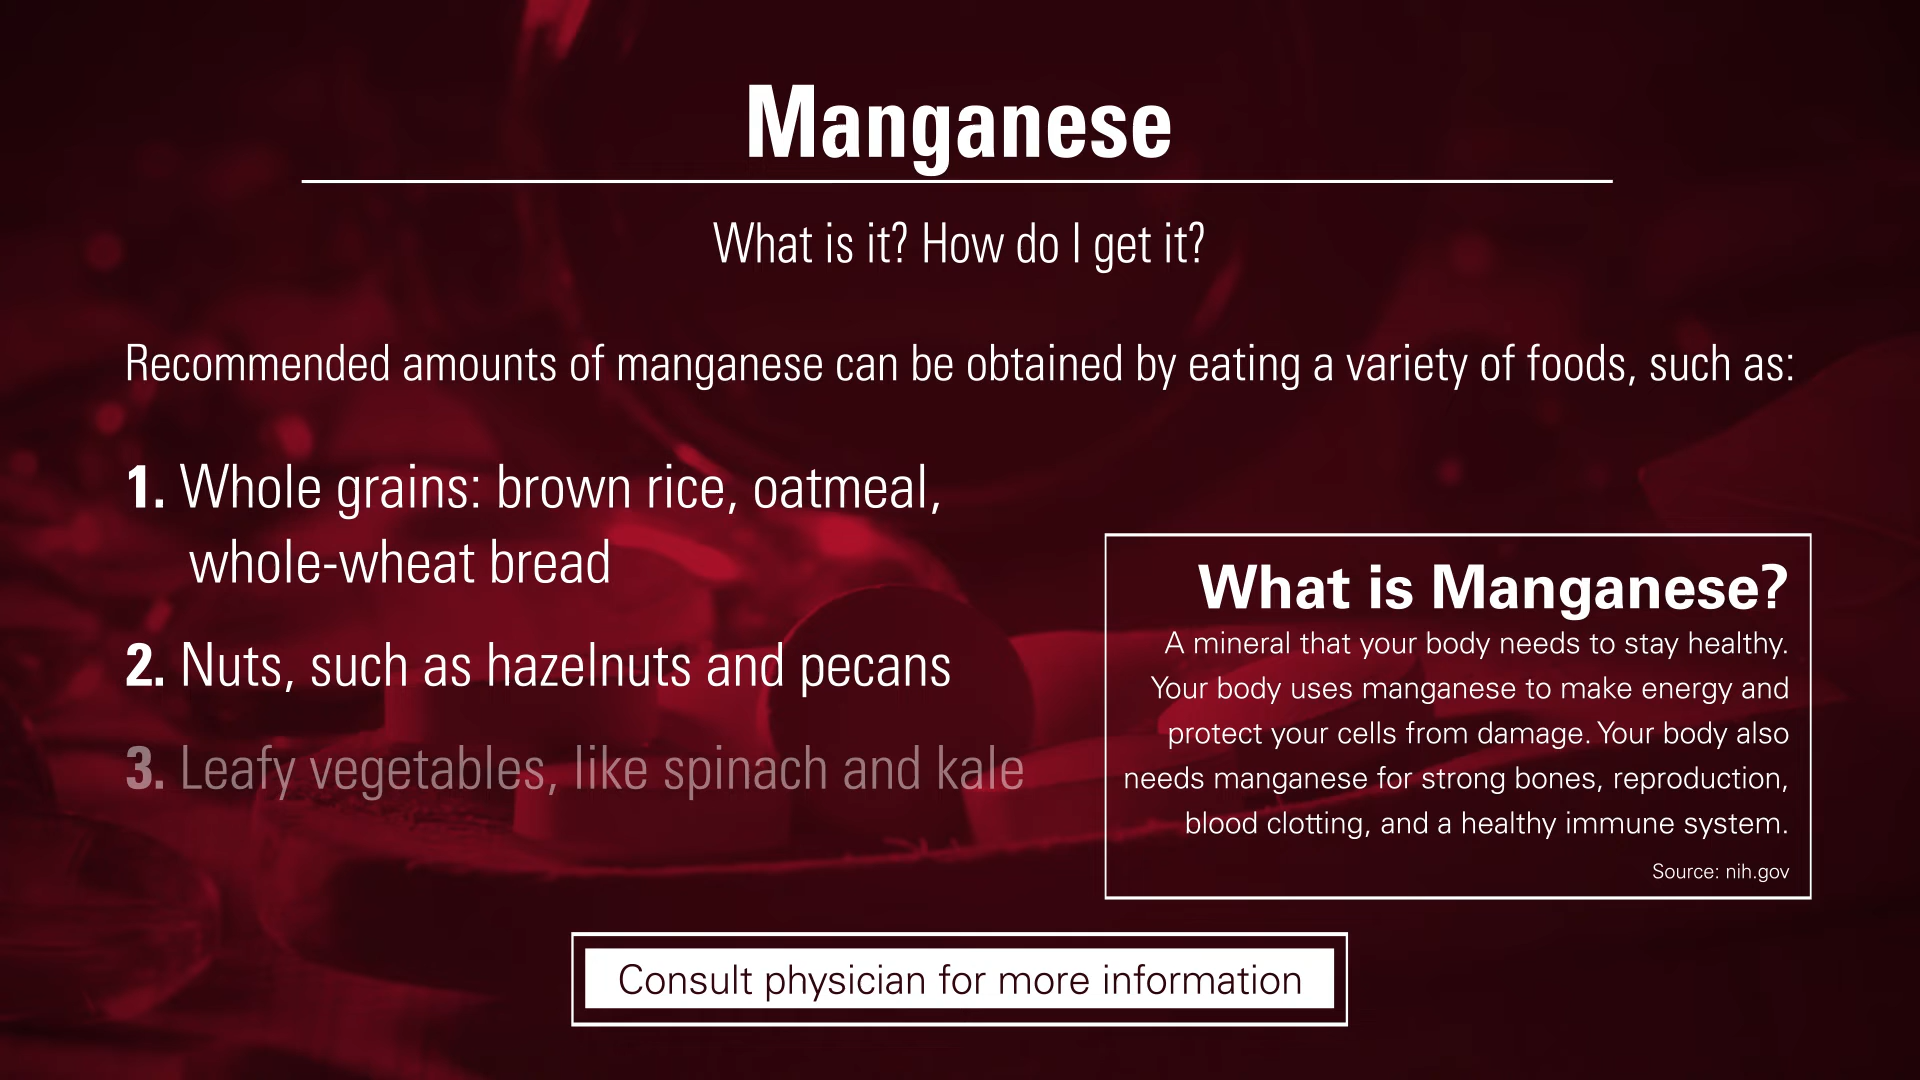 Manganese
What is it? How do I get it?
Recommended amounts of manganese can be obtained by eating a variety of foods, such as:
1. Whole grains: brown rice, oatmeal,
whole-wheat bread
2. Nuts, such as hazelnuts and pecans
3. Leafy vegetables, like spinach and kale
What is Manganese?
A mineral that your body needs to stay healthy.
Your body uses manganese to make energy and
protect your cells from damage. Your body also
needs manganese for strong bones, reproduction,
blood clotting, and a healthy immune system.
Source: nih.gov
Consult physician for more information